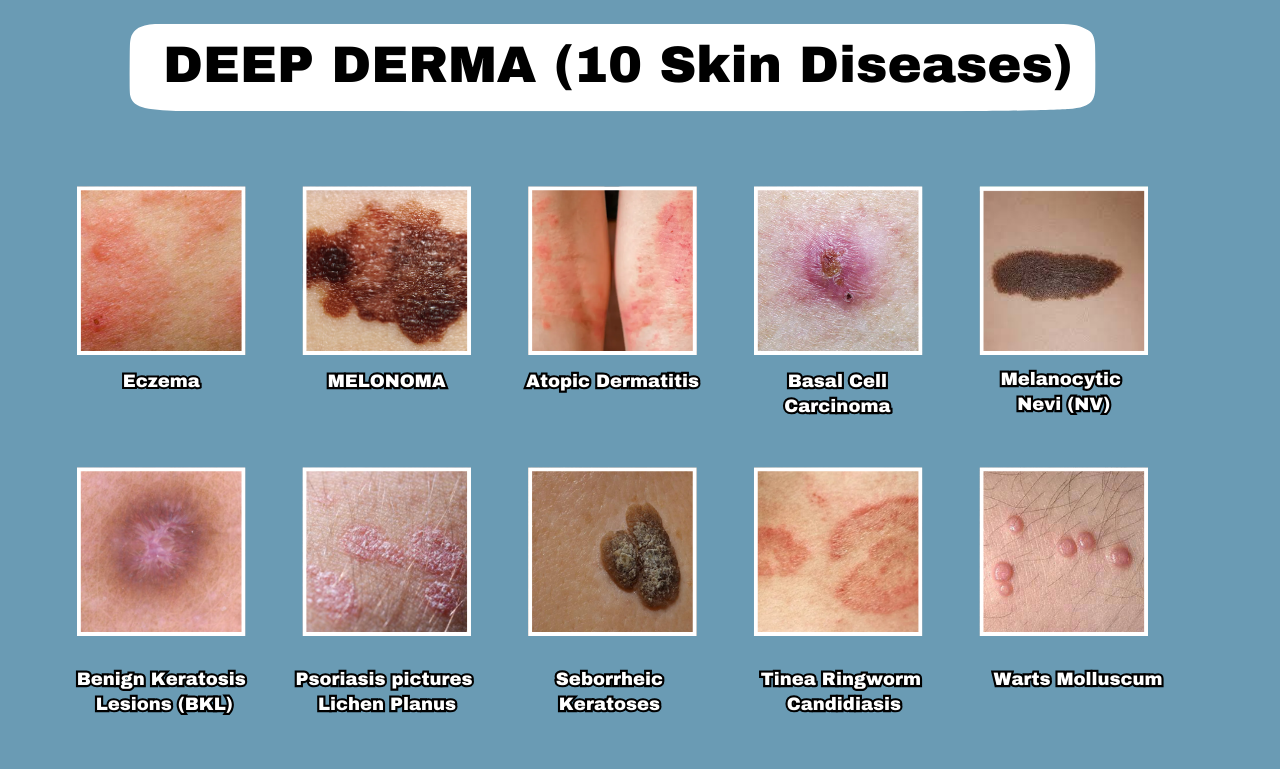 DEEP DERMA (10 Skin Diseases)
Eczema
MELONOMA
Atopic Dermatitis
Basal Cell
Carcinoma
Melanocytic
Nevi (NV)
Benign Keratosis
Lesions (BKL)
Psoriasis pictures
Lichen Planus
Seborrheic
Keratoses
Tinea Ringworm
Candidiasis
Warts Molluscum